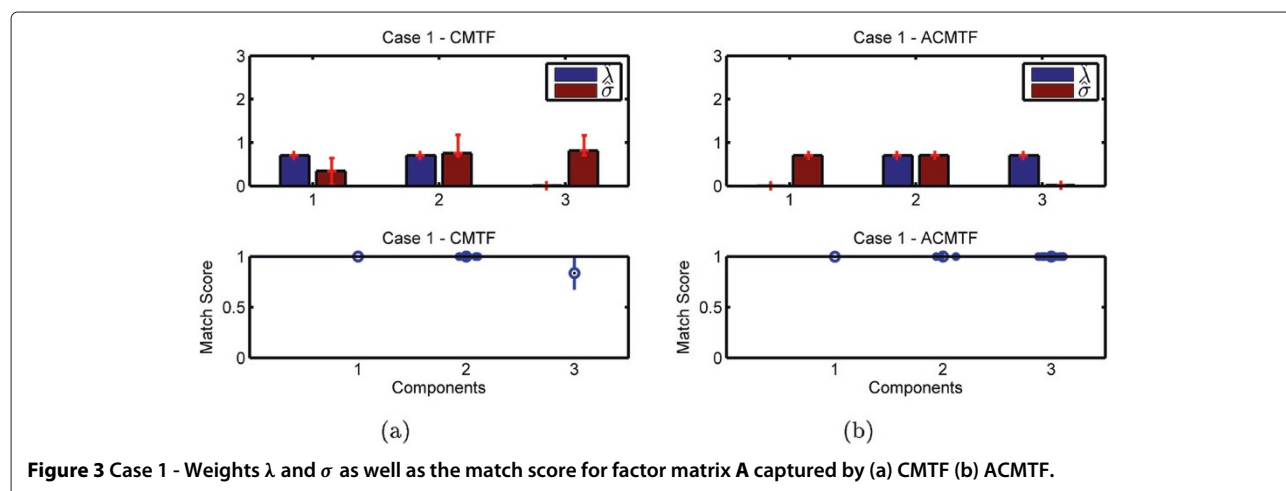 Case 1 - CMTF
3
2
1
0
λ̂
σ̂
1 2 3
Case 1 - CMTF
Match Score
1
0.5
0
1 2 3
Components
(a)
Case 1 - ACMTF
3
2
1
0
λ̂
σ̂
1 2 3
Case 1 - ACMTF
Match Score
1
0.5
0
1 2 3
Components
(b)
Figure 3 Case 1 - Weights λ and σ as well as the match score for factor matrix A captured by (a) CMTF (b) ACMTF.